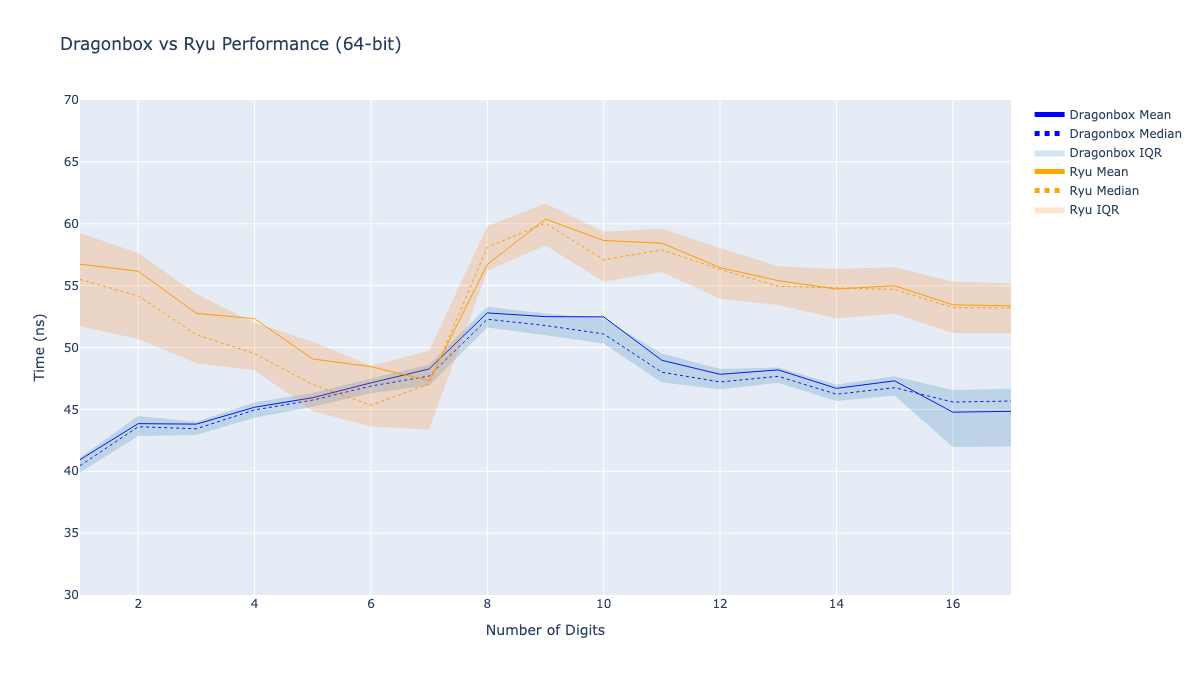 Dragonbox vs Ryu Performance (64-bit)
70
65
60
55
50
45
40
35
30
Time (ns)
2 4 6 8 10 12 14 16
Number of Digits
Dragonbox Mean
Dragonbox Median
Dragonbox IQR
Ryu Mean
Ryu Median
Ryu IQR